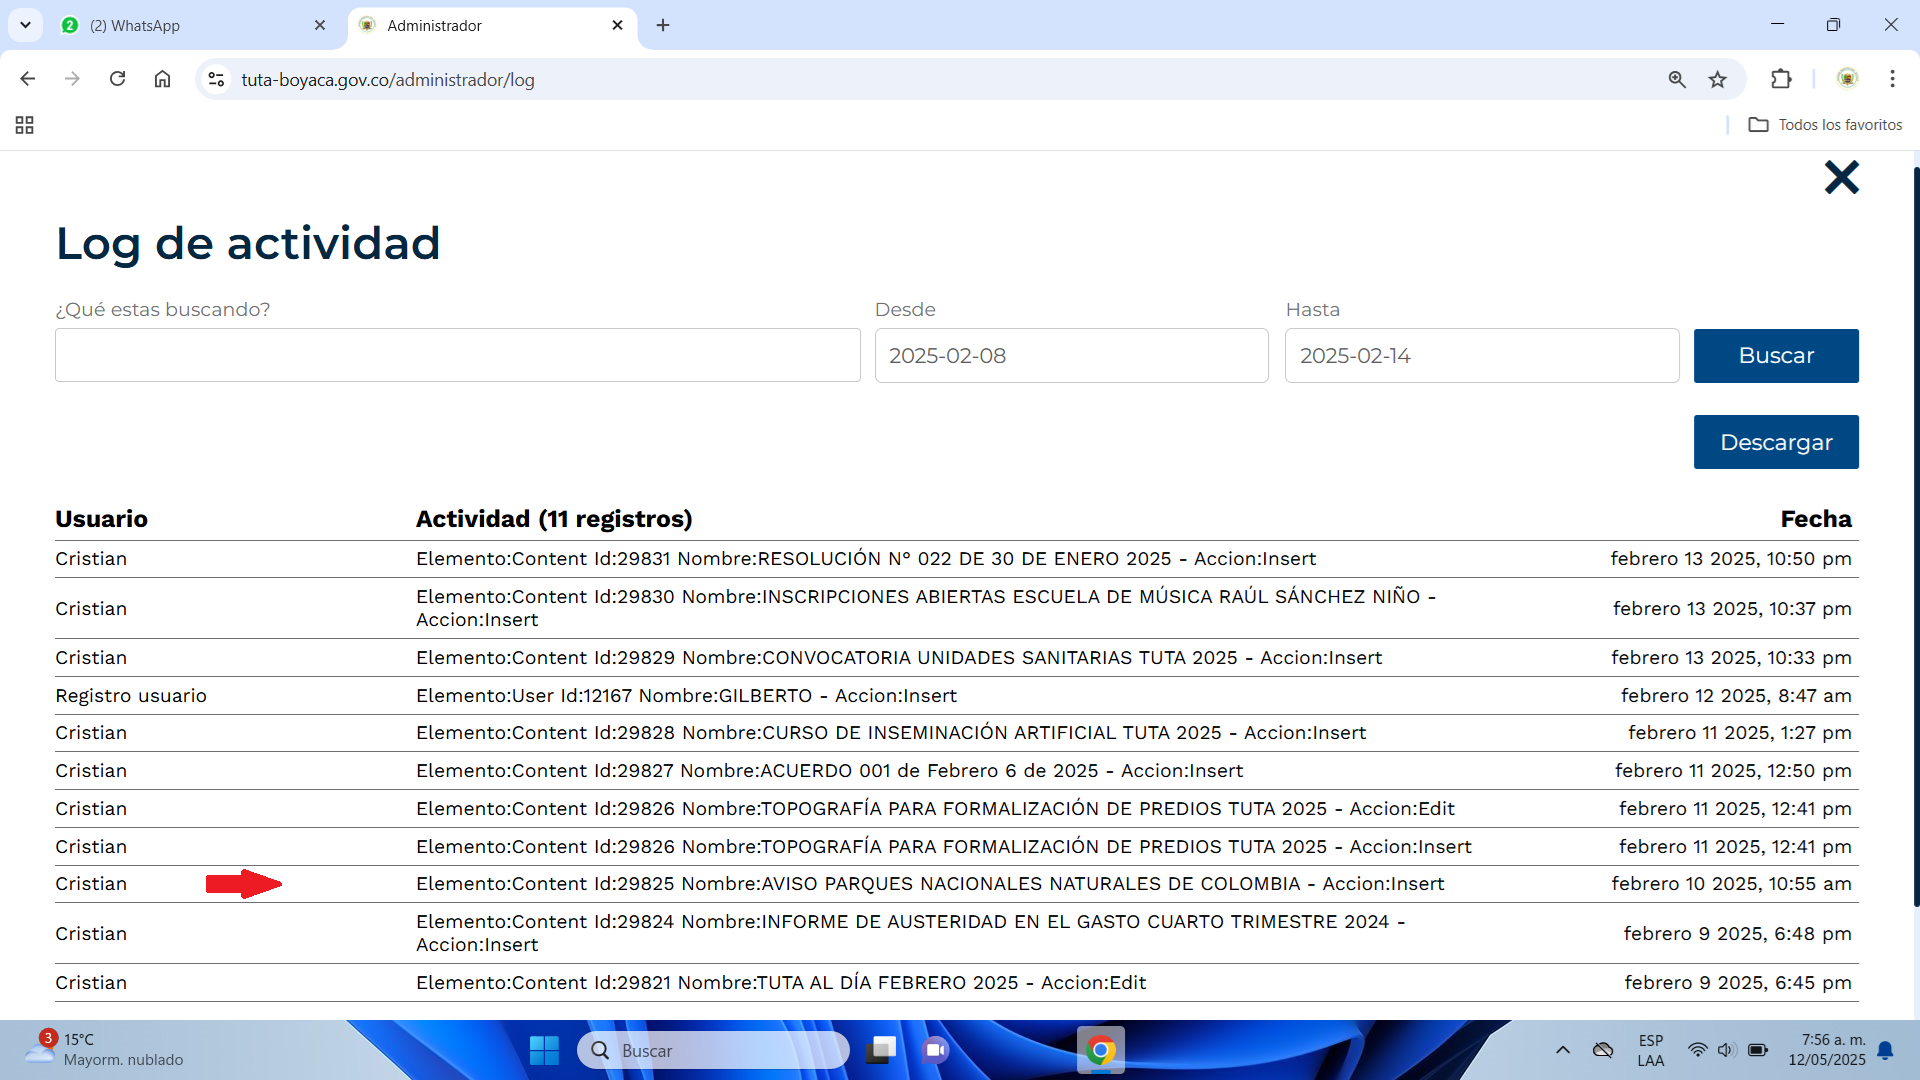 (2) WhatsApp
Administrador
tuta-boyaca.gov.co/administrador/log
Todos los favoritos
Log de actividad
¿Qué estas buscando?
Desde
Hasta
2025-02-08
2025-02-14
Buscar
Descargar
Usuario Actividad (11 registros) Fecha
Cristian Elemento:Content Id:29831 Nombre:RESOLUCIÓN N° 022 DE 30 DE ENERO 2025 - Accion:Insert febrero 13 2025, 10:50 pm
Cristian Elemento:Content Id:29830 Nombre:INSCRIPCIONES ABIERTAS ESCUELA DE MÚSICA RAÚL SÁNCHEZ NIÑO - febrero 13 2025, 10:37 pm
Accion:Insert
Cristian Elemento:Content Id:29829 Nombre:CONVOCATORIA UNIDADES SANITARIAS TUTA 2025 - Accion:Insert febrero 13 2025, 10:33 pm
Registro usuario Elemento:User Id:12167 Nombre:GILBERTO - Accion:Insert febrero 12 2025, 8:47 am
Cristian Elemento:Content Id:29828 Nombre:CURSO DE INSEMINACIÓN ARTIFICIAL TUTA 2025 - Accion:Insert febrero 11 2025, 1:27 pm
Cristian Elemento:Content Id:29827 Nombre:ACUERDO 001 de Febrero 6 de 2025 - Accion:Insert febrero 11 2025, 12:50 pm
Cristian Elemento:Content Id:29826 Nombre:TOPOGRAFÍA PARA FORMALIZACIÓN DE PREDIOS TUTA 2025 - Accion:Edit febrero 11 2025, 12:41 pm
Cristian Elemento:Content Id:29826 Nombre:TOPOGRAFÍA PARA FORMALIZACIÓN DE PREDIOS TUTA 2025 - Accion:Insert febrero 11 2025, 12:41 pm
Cristian Elemento:Content Id:29825 Nombre:AVISO PARQUES NACIONALES NATURALES DE COLOMBIA - Accion:Insert febrero 10 2025, 10:55 am
Cristian Elemento:Content Id:29824 Nombre:INFORME DE AUSTERIDAD EN EL GASTO CUARTO TRIMESTRE 2024 - febrero 9 2025, 6:48 pm
Accion:Insert
Cristian Elemento:Content Id:29821 Nombre:TUTA AL DÍA FEBRERO 2025 - Accion:Edit febrero 9 2025, 6:45 pm
3
15°C
Mayorm. nublado
Buscar
ESP
LAA
7:56 a. m.
12/05/2025